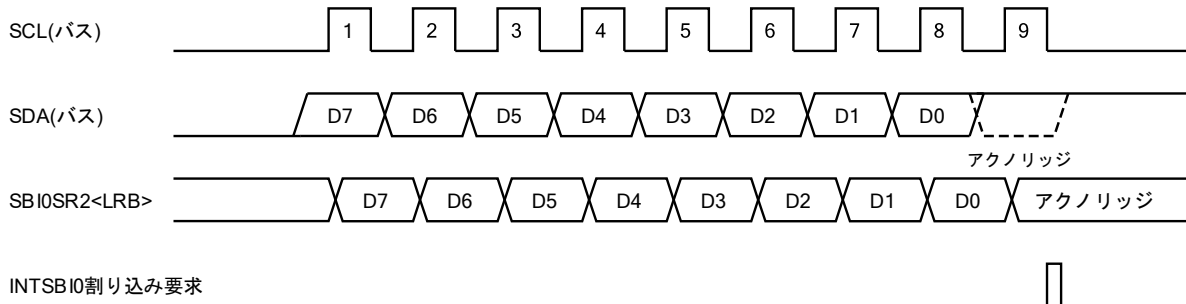 SCL(バス) 1 2 3 4 5 6 7 8 9
SDA(バス) D7 D6 D5 D4 D3 D2 D1 D0
アクノリッジ
SBI0SR2<LRB> D7 D6 D5 D4 D3 D2 D1 D0 アクノリッジ
INTSBI0割り込み要求